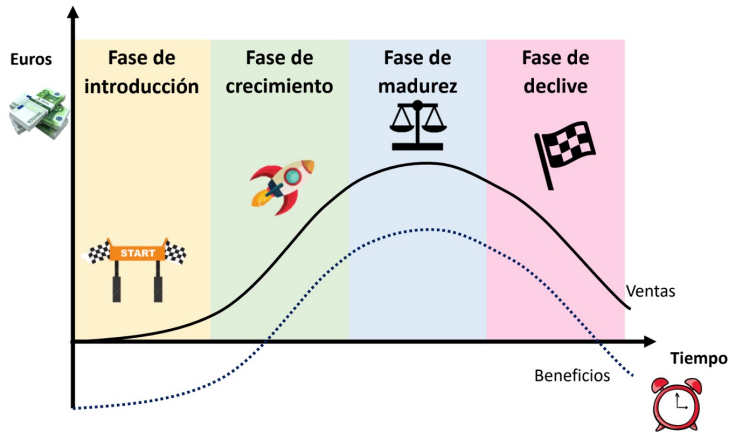 Euros
Fase de
introducción
Fase de
crecimiento
Fase de
madurez
Fase de
declive
START
Ventas
Tiempo
Beneficios